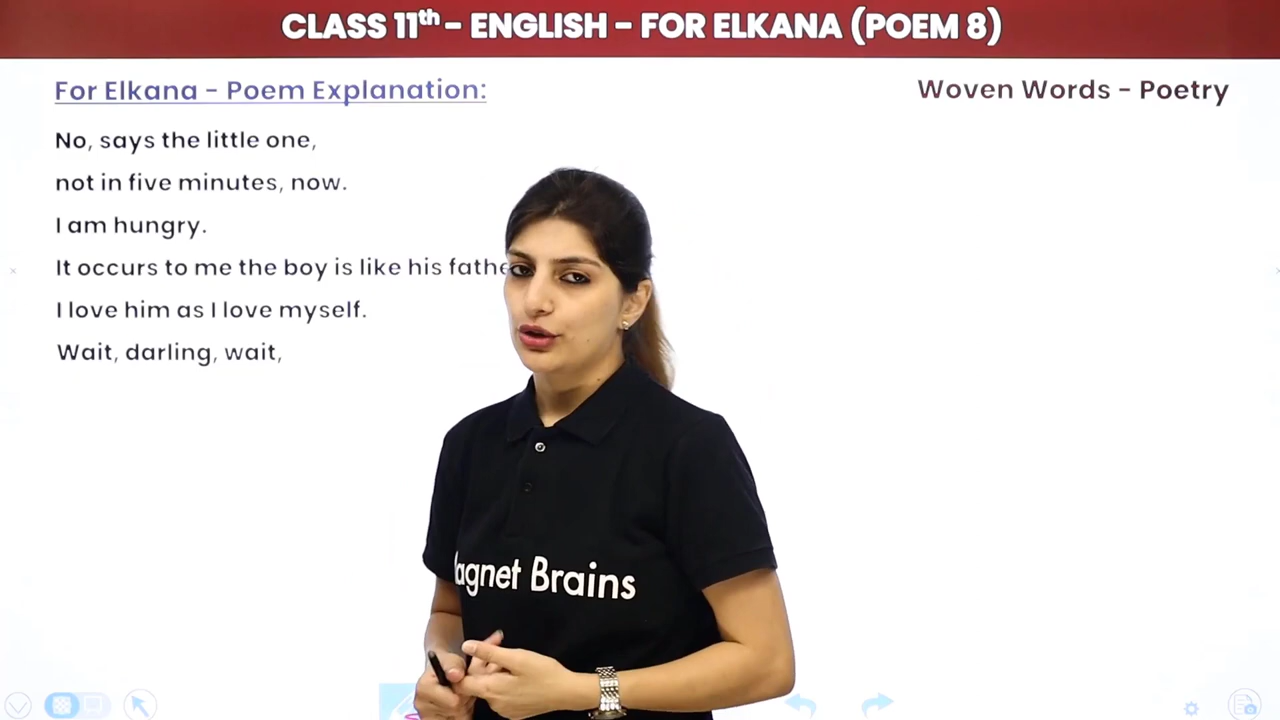 CLASS 11th - ENGLISH - FOR ELKANA (POEM 8)
For Elkana - Poem Explanation:
Woven Words - Poetry
No, says the little one,
not in five minutes, now.
I am hungry.
It occurs to me the boy is like his
I love him as I love myself.
Wait, darling, wait,
Brains